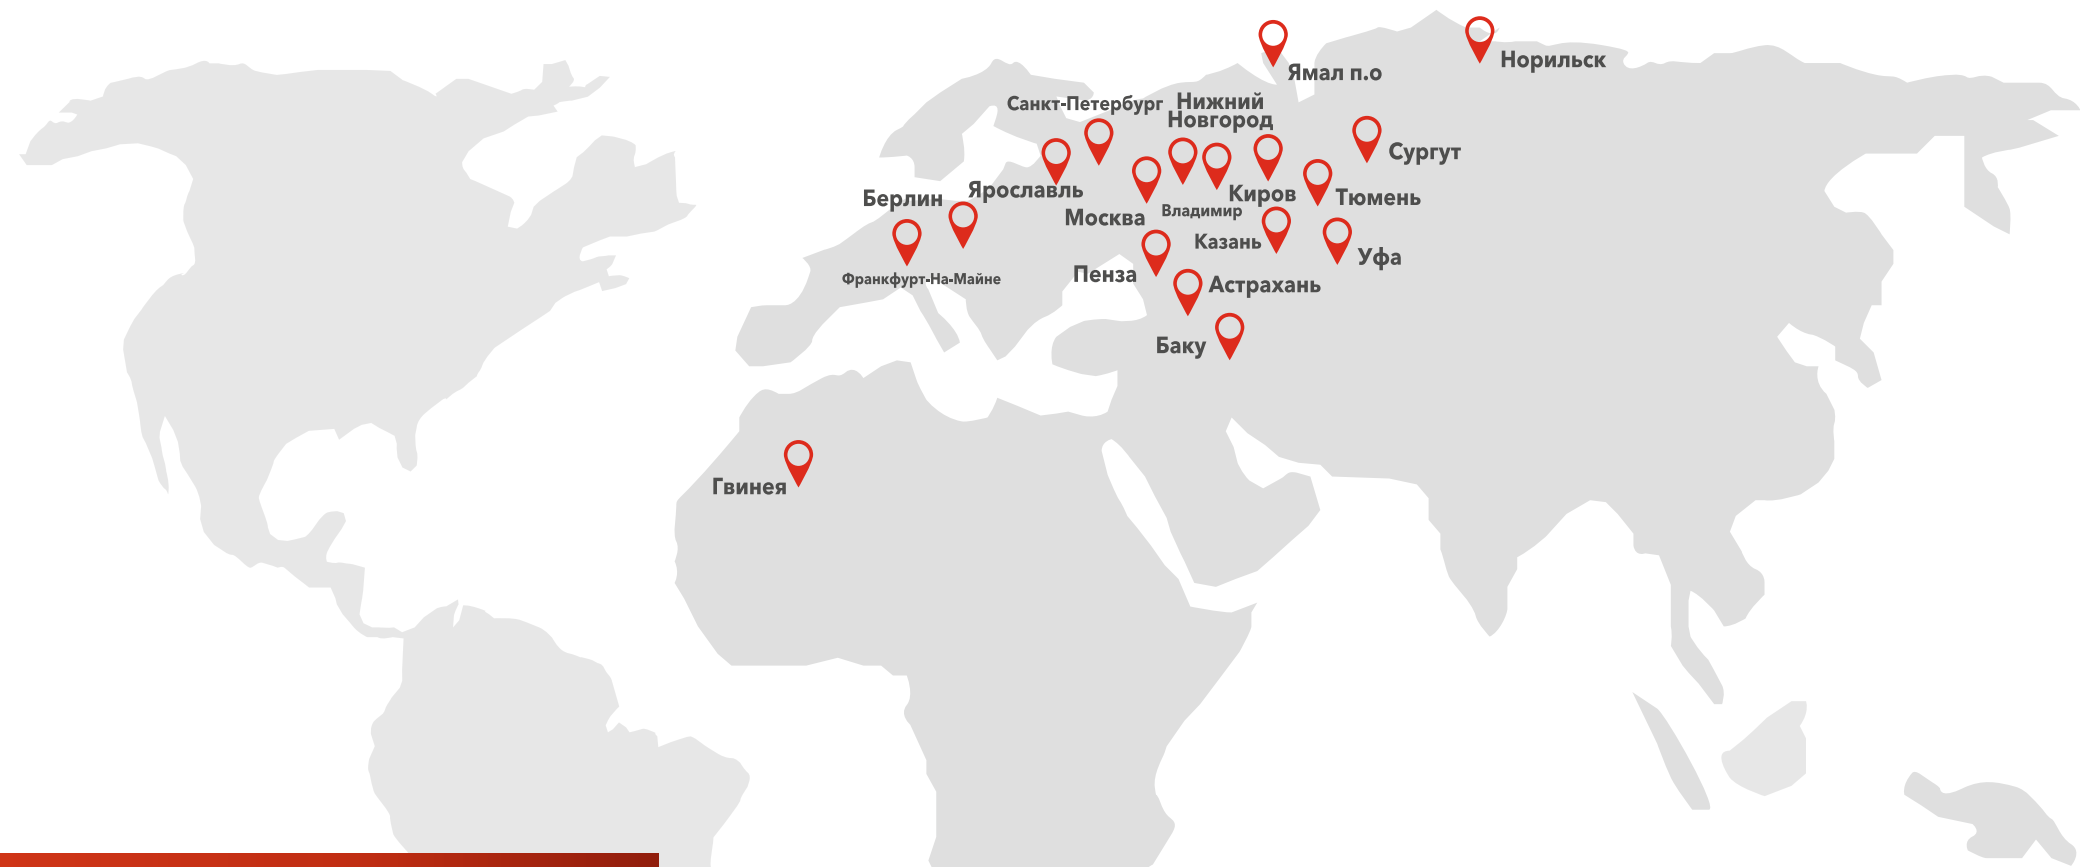 Норильск
Ямал п.о
Санкт-Петербург
Нижний
Новгород
Сургут
Берлин
Ярославль
Киров
Тюмень
Москва
Владимир
Казань
Уфа
Пенза
Франкфурт-На-Майне
Астрахань
Баку
Гвинея